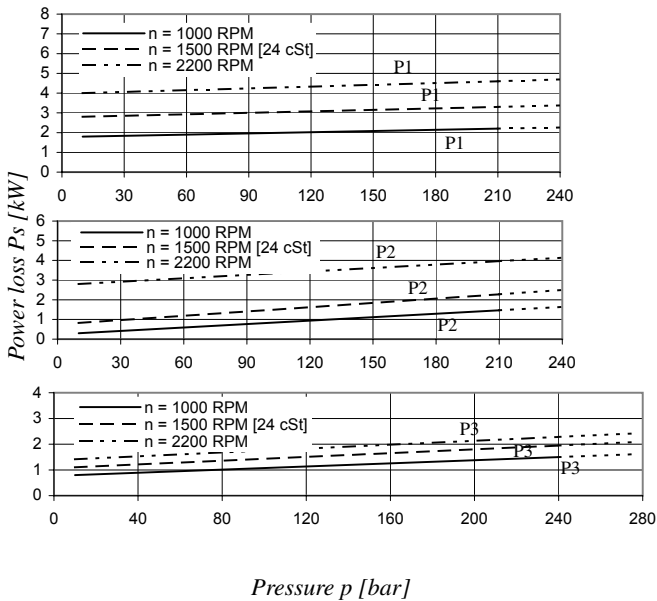 Power loss Ps [kW]
8
7
6
5
4
3
2
1
0
n = 1000 RPM
n = 1500 RPM [24 cSt]
n = 2200 RPM
P1
P1
P1
0 30 60 90 120 150 180 210 240
6
5
4
3
2
1
0
n = 1000 RPM
n = 1500 RPM [24 cSt]
n = 2200 RPM
P2
P2
P2
0 30 60 90 120 150 180 210 240
4
3
2
1
0
n = 1000 RPM
n = 1500 RPM [24 cSt]
n = 2200 RPM
P3
P3
P3
0 40 80 120 160 200 240 280
Pressure p [bar]